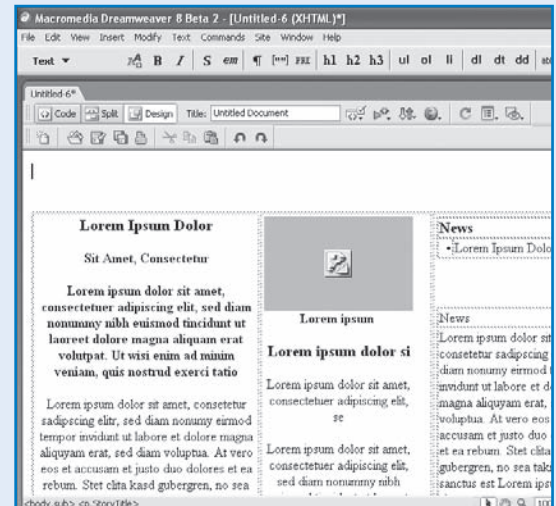 Macromedia Dreamweaver 8 Beta 2 - [Untitled-6 (XHTML)*]
File Edit View Insert Modify Text Commands Site Window Help
Text B I S em ¶ [""] PRE h1 h2 h3 ul ol li dl dt dd
Untitled-6*
Code Split Design Title: Untitled Document
Lorem Ipsum Dolor
Sit Amet, Consectetur
Lorem ipsum dolor sit amet,
consectetuer adipiscing elit, sed diam
nonummy nibh euismod tincidunt ut
laoreet dolore magna aliquam erat
volutpat. Ut wisi enim ad minim
veniam, quis nostrud exerci tatio
Lorem ipsum dolor sit amet, consetetur
sadipscing elitr, sed diam nonumy eirmod
tempor invidunt ut labore et dolore magna
aliquyam erat, sed diam voluptua. At vero
eos et accusam et justo duo dolores et ea
rebum. Stet clita kasd gubergren, no sea
Lorem ipsum
Lorem ipsum dolor si
Lorem ipsum dolor sit amet,
consectetuer adipiscing elit,
se
Lorem ipsum dolor sit amet,
consectetuer adipiscing elit,
sed diam nonummy nibh
News
• Lorem Ipsum Dolo
News
Lorem ipsum dolor sit
consetetur sadipscing
diam nonumy eirmod t
invidunt ut labore et do
magna aliquyam erat,
voluptua. At vero eos
accusam et justo duo
et ea rebum. Stet clita
gubergren, no sea taki
sanctus est Lorem ips
<body.sub> <p.StoryTitle>
100